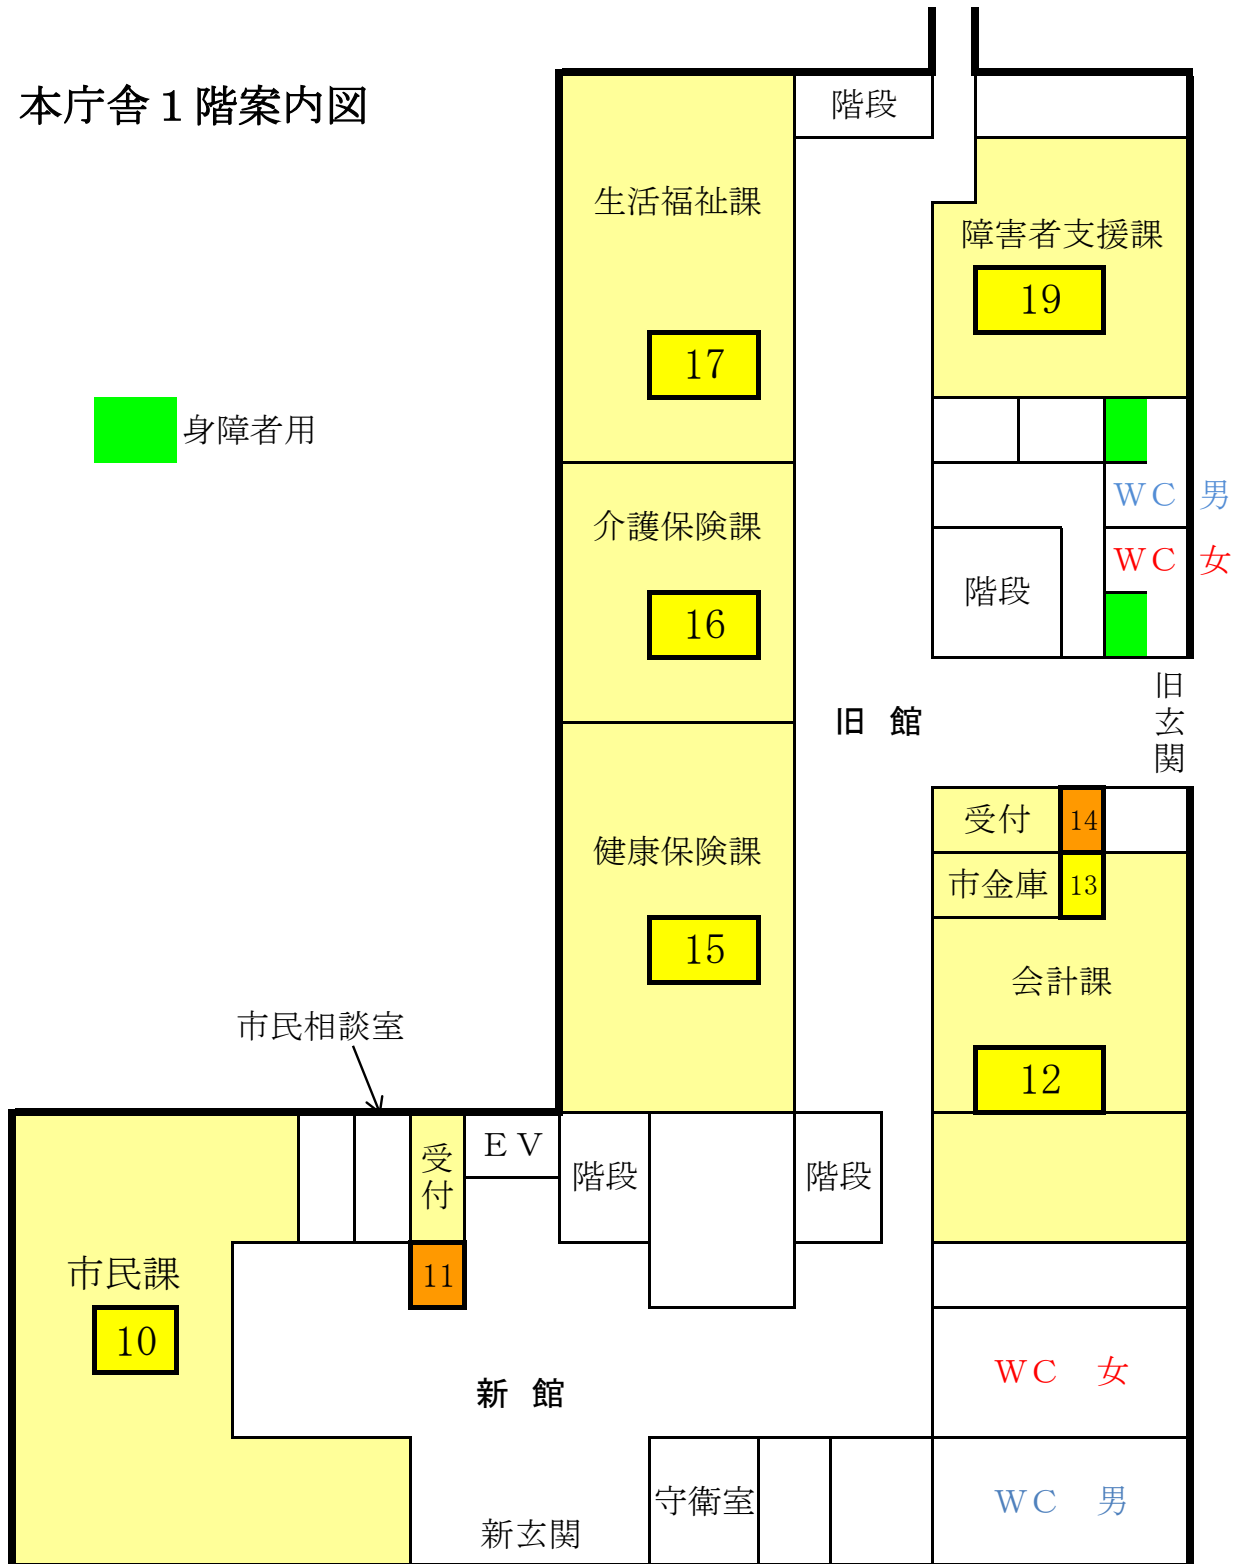 本庁舎１階案内図
階段
生活福祉課
障害者支援課
19
17
身障者用
WC 男
介護保険課
WC 女
階段
16
旧玄関
旧 館
受付
14
健康保険課
市金庫
13
15
会計課
市民相談室
12
受付
ＥＶ
階段
階段
市民課
11
10
WC 女
新 館
守衛室
WC 男
新玄関